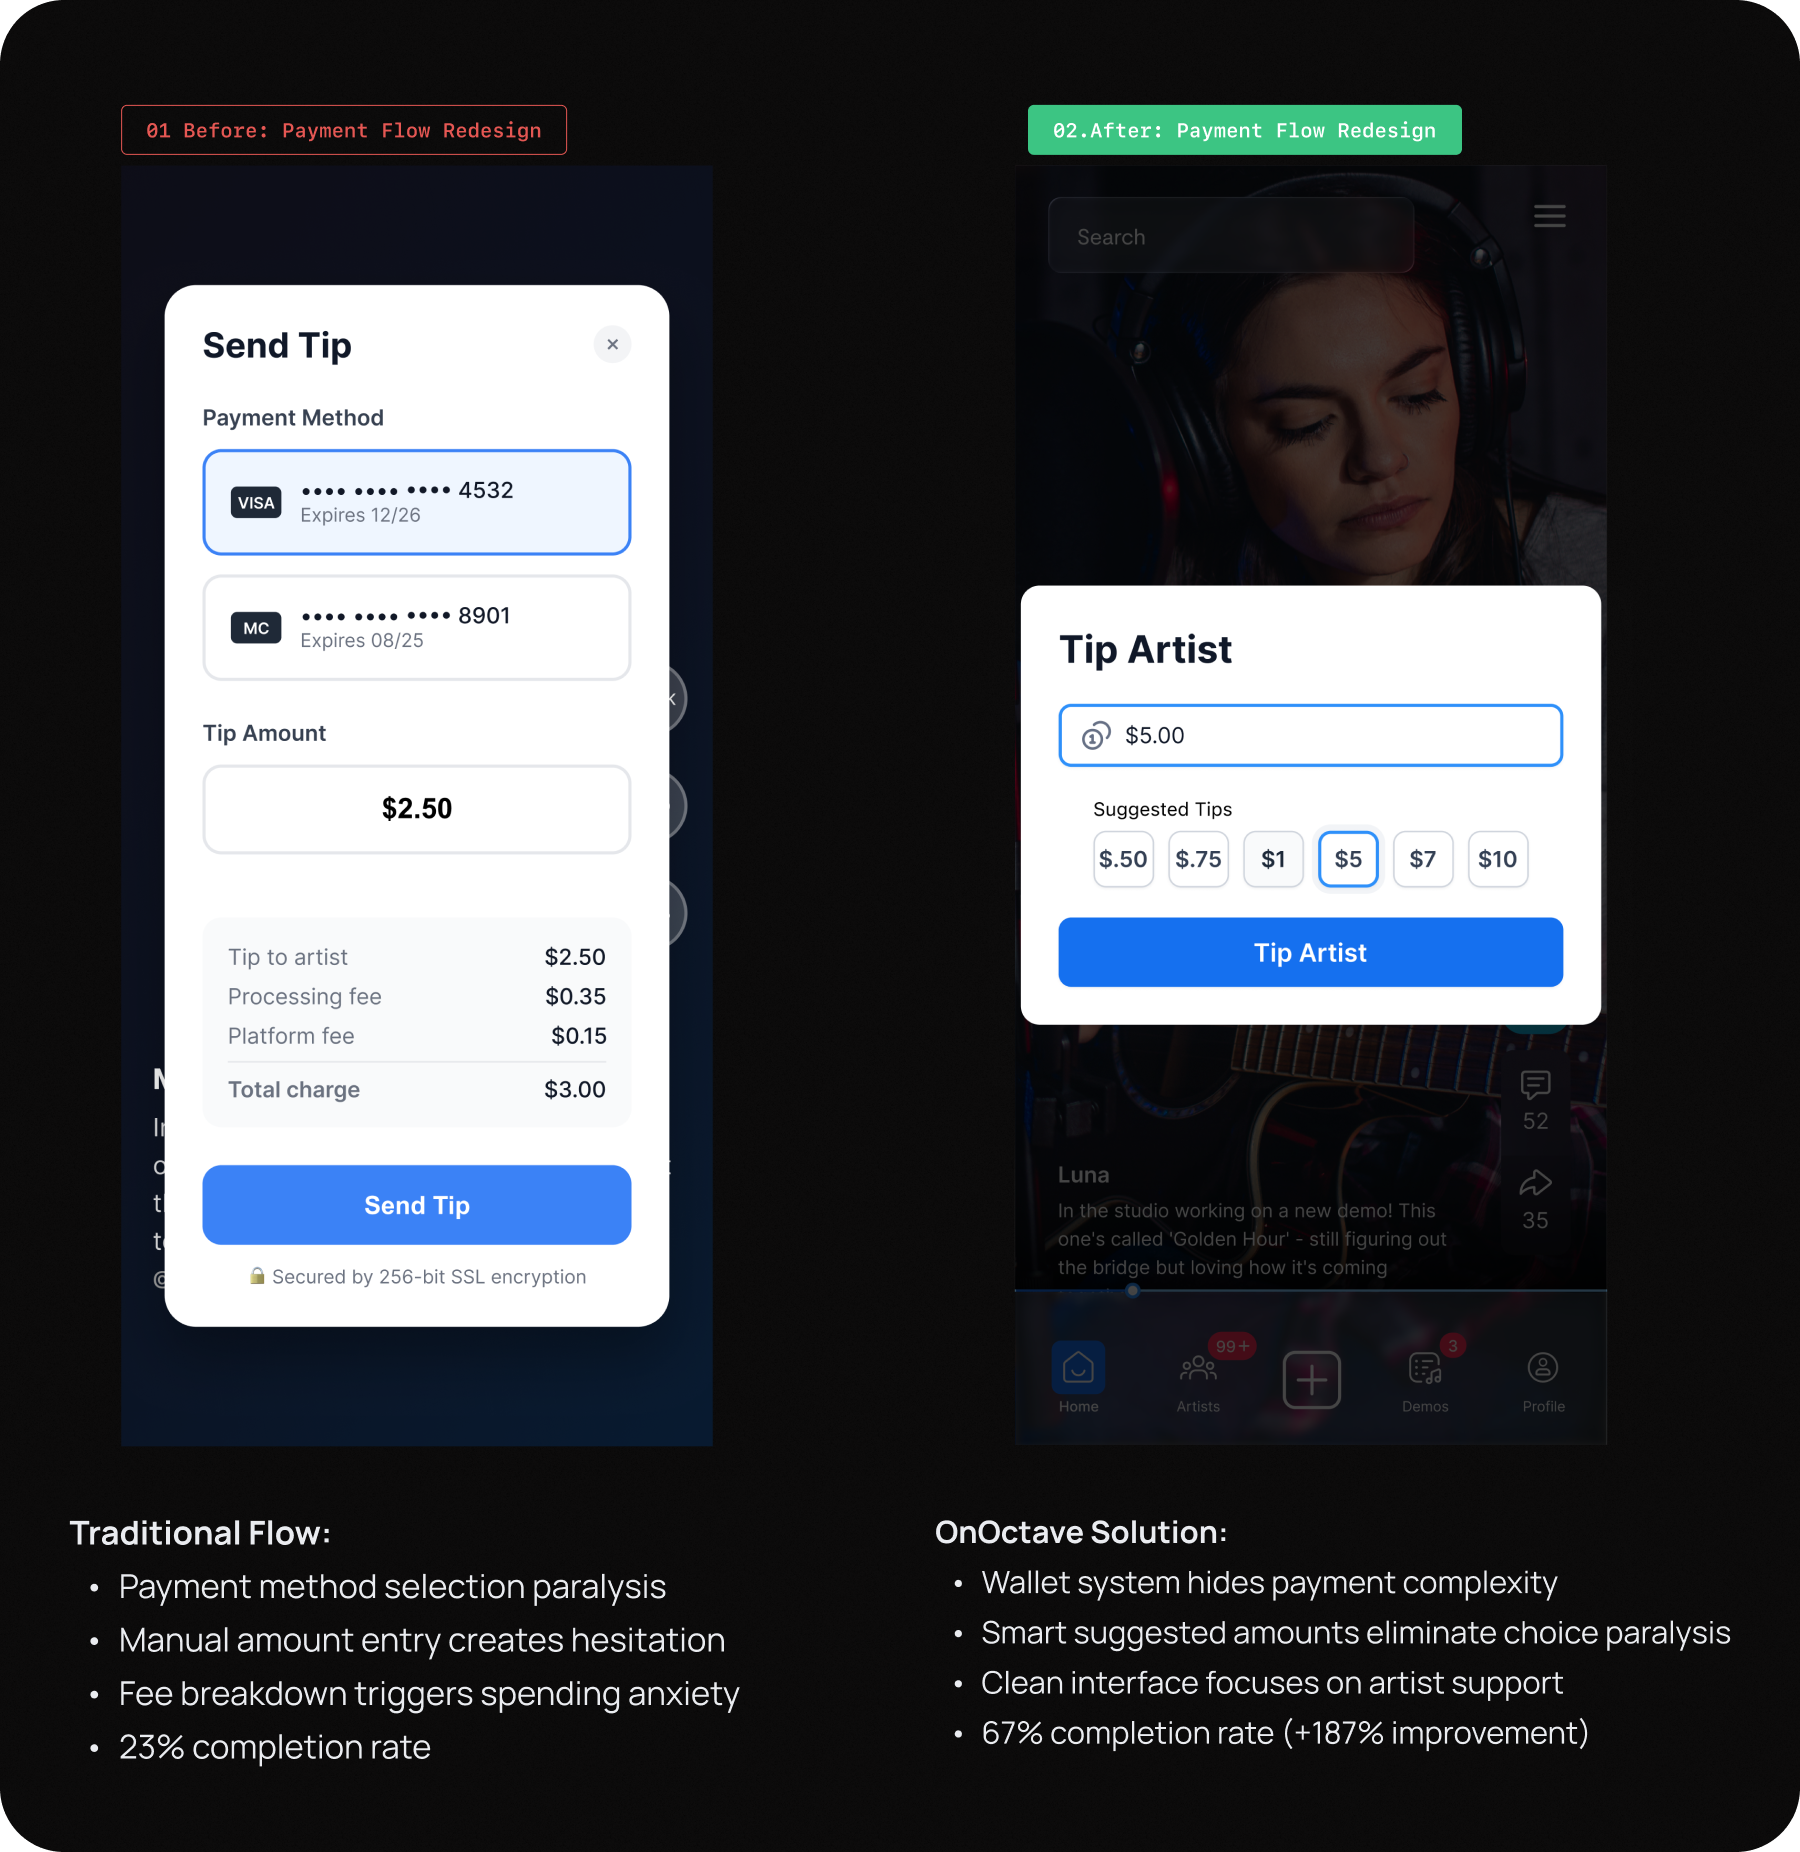 01 Before: Payment Flow Redesign
Send Tip
×
Payment Method
VISA
•••• •••• •••• 4532
Expires 12/26
MC
•••• •••• •••• 8901
Expires 08/25
Tip Amount
$2.50
Tip to artist $2.50
Processing fee $0.35
Platform fee $0.15
Total charge $3.00
Send Tip
🔒 Secured by 256-bit SSL encryption
Traditional Flow:
• Payment method selection paralysis
• Manual amount entry creates hesitation
• Fee breakdown triggers spending anxiety
• 23% completion rate
02.After: Payment Flow Redesign
Search
Tip Artist
$5.00
Suggested Tips
$.50 $.75 $1 $5 $7 $10
Tip Artist
52
35
Luna
In the studio working on a new demo! This
one's called 'Golden Hour' - still figuring out
the bridge but loving how it's coming
99+ 3
Home Artists Demos Profile
OnOctave Solution:
• Wallet system hides payment complexity
• Smart suggested amounts eliminate choice paralysis
• Clean interface focuses on artist support
• 67% completion rate (+187% improvement)